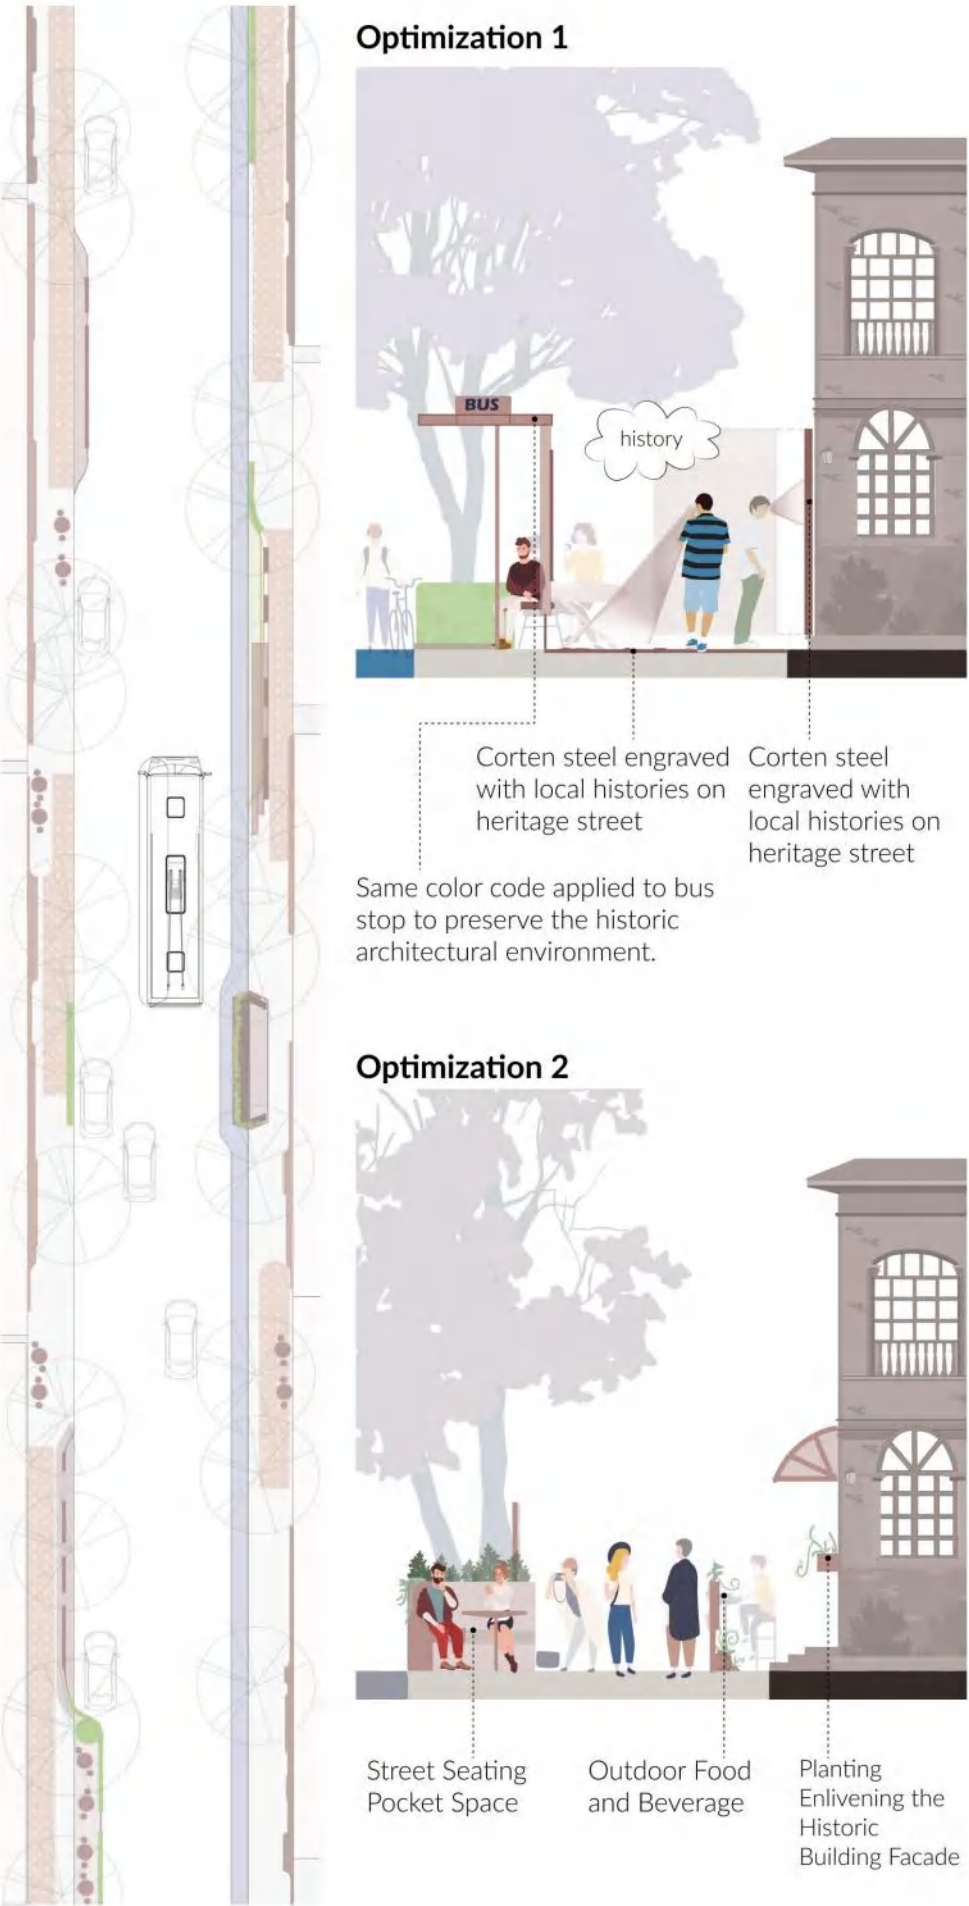 Optimization 1
BUS
history
Corten steel engraved
with local histories on
heritage street
Corten steel
engraved with
local histories on
heritage street
Same color code applied to bus
stop to preserve the historic
architectural environment.
Optimization 2
Street Seating
Pocket Space
Outdoor Food
and Beverage
Planting
Enlivening the
Historic
Building Facade